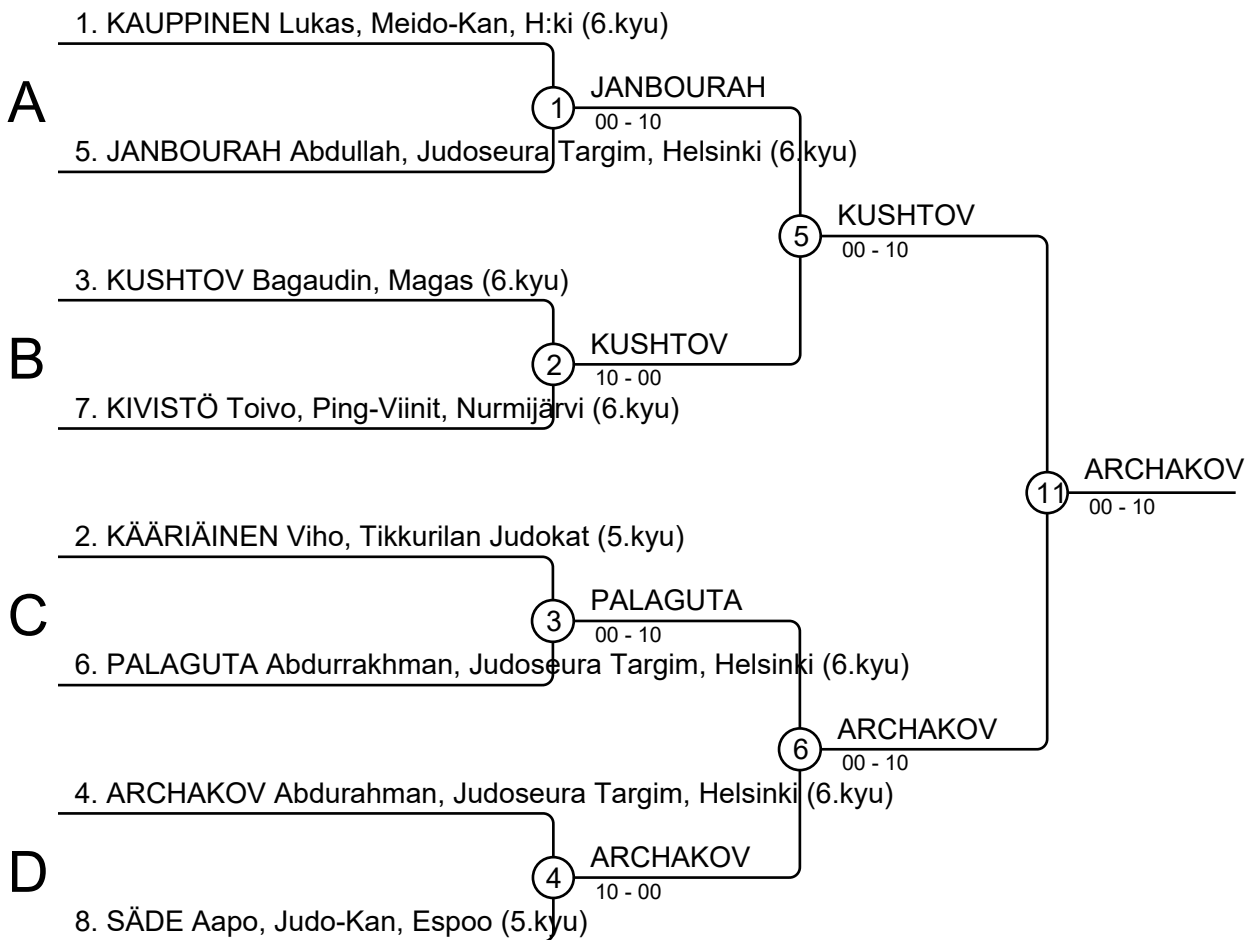 1. KAUPPINEN Lukas, Meido-Kan, H:ki (6.kyu)
A
1
JANBOURAH
00 - 10
5. JANBOURAH Abdullah, Judoseura Targim, Helsinki (6.kyu)
5
KUSHTOV
00 - 10
3. KUSHTOV Bagaudin, Magas (6.kyu)
B
2
KUSHTOV
10 - 00
7. KIVISTÖ Toivo, Ping-Viinit, Nurmijärvi (6.kyu)
11
ARCHAKOV
00 - 10
2. KÄÄRIÄINEN Viho, Tikkurilan Judokat (5.kyu)
C
3
PALAGUTA
00 - 10
6. PALAGUTA Abdurrakhman, Judoseura Targim, Helsinki (6.kyu)
6
ARCHAKOV
00 - 10
4. ARCHAKOV Abdurahman, Judoseura Targim, Helsinki (6.kyu)
D
4
ARCHAKOV
10 - 00
8. SÄDE Aapo, Judo-Kan, Espoo (5.kyu)